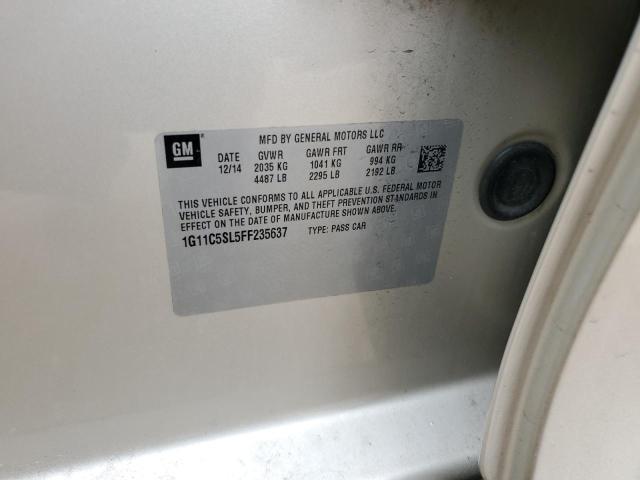 GM
MFD BY GENERAL MOTORS LLC
DATE GVWR GAWR FRT GAWR RR
12/14 2035 KG 1041 KG 994 KG
4487 LB 2295 LB 2192 LB
THIS VEHICLE CONFORMS TO ALL APPLICABLE U.S. FEDERAL MOTOR
VEHICLE SAFETY, BUMPER, AND THEFT PREVENTION STANDARDS IN
EFFECT ON THE DATE OF MANUFACTURE SHOWN ABOVE.
1G11C5SL5FF235637 TYPE: PASS CAR